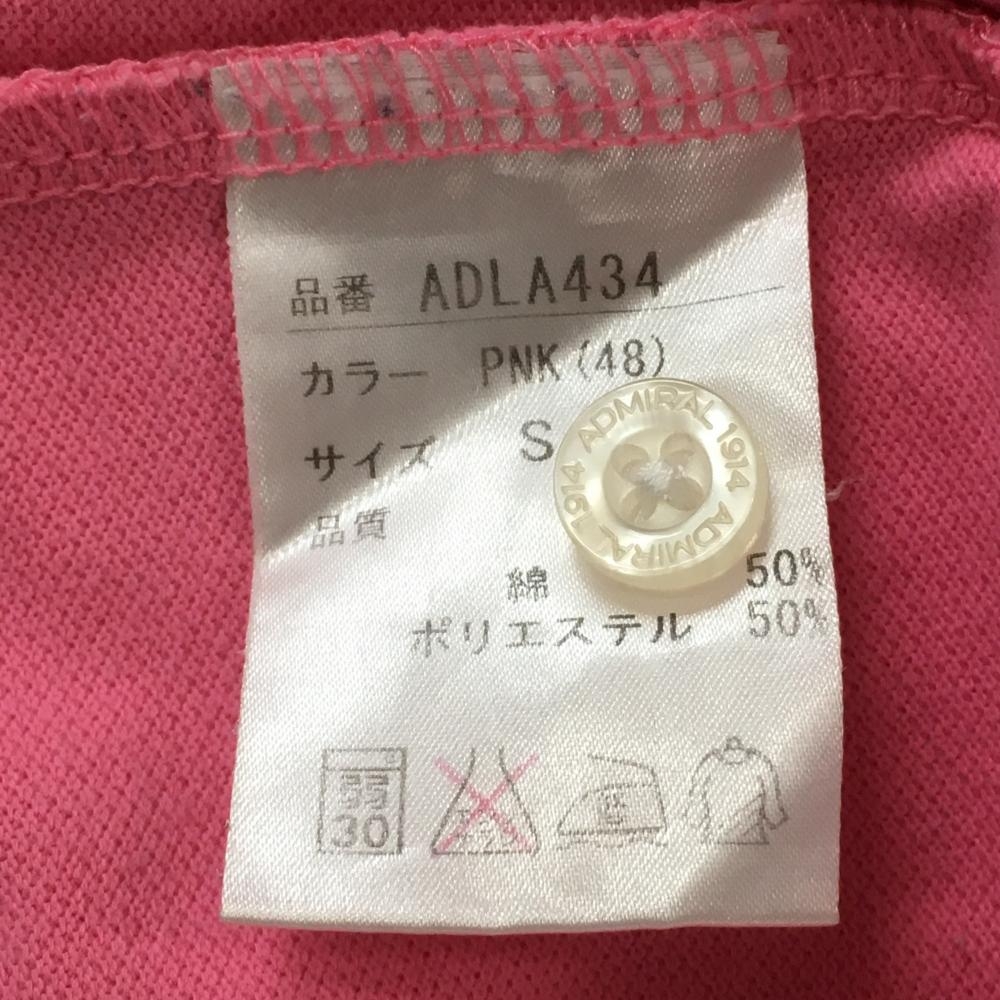 品番 ADLA434
カラー PNK(48)
サイズ S
品質
綿 50%
ポリエステル 50%
ADMIRAL 1914 ADMIRAL 1914
弱
30